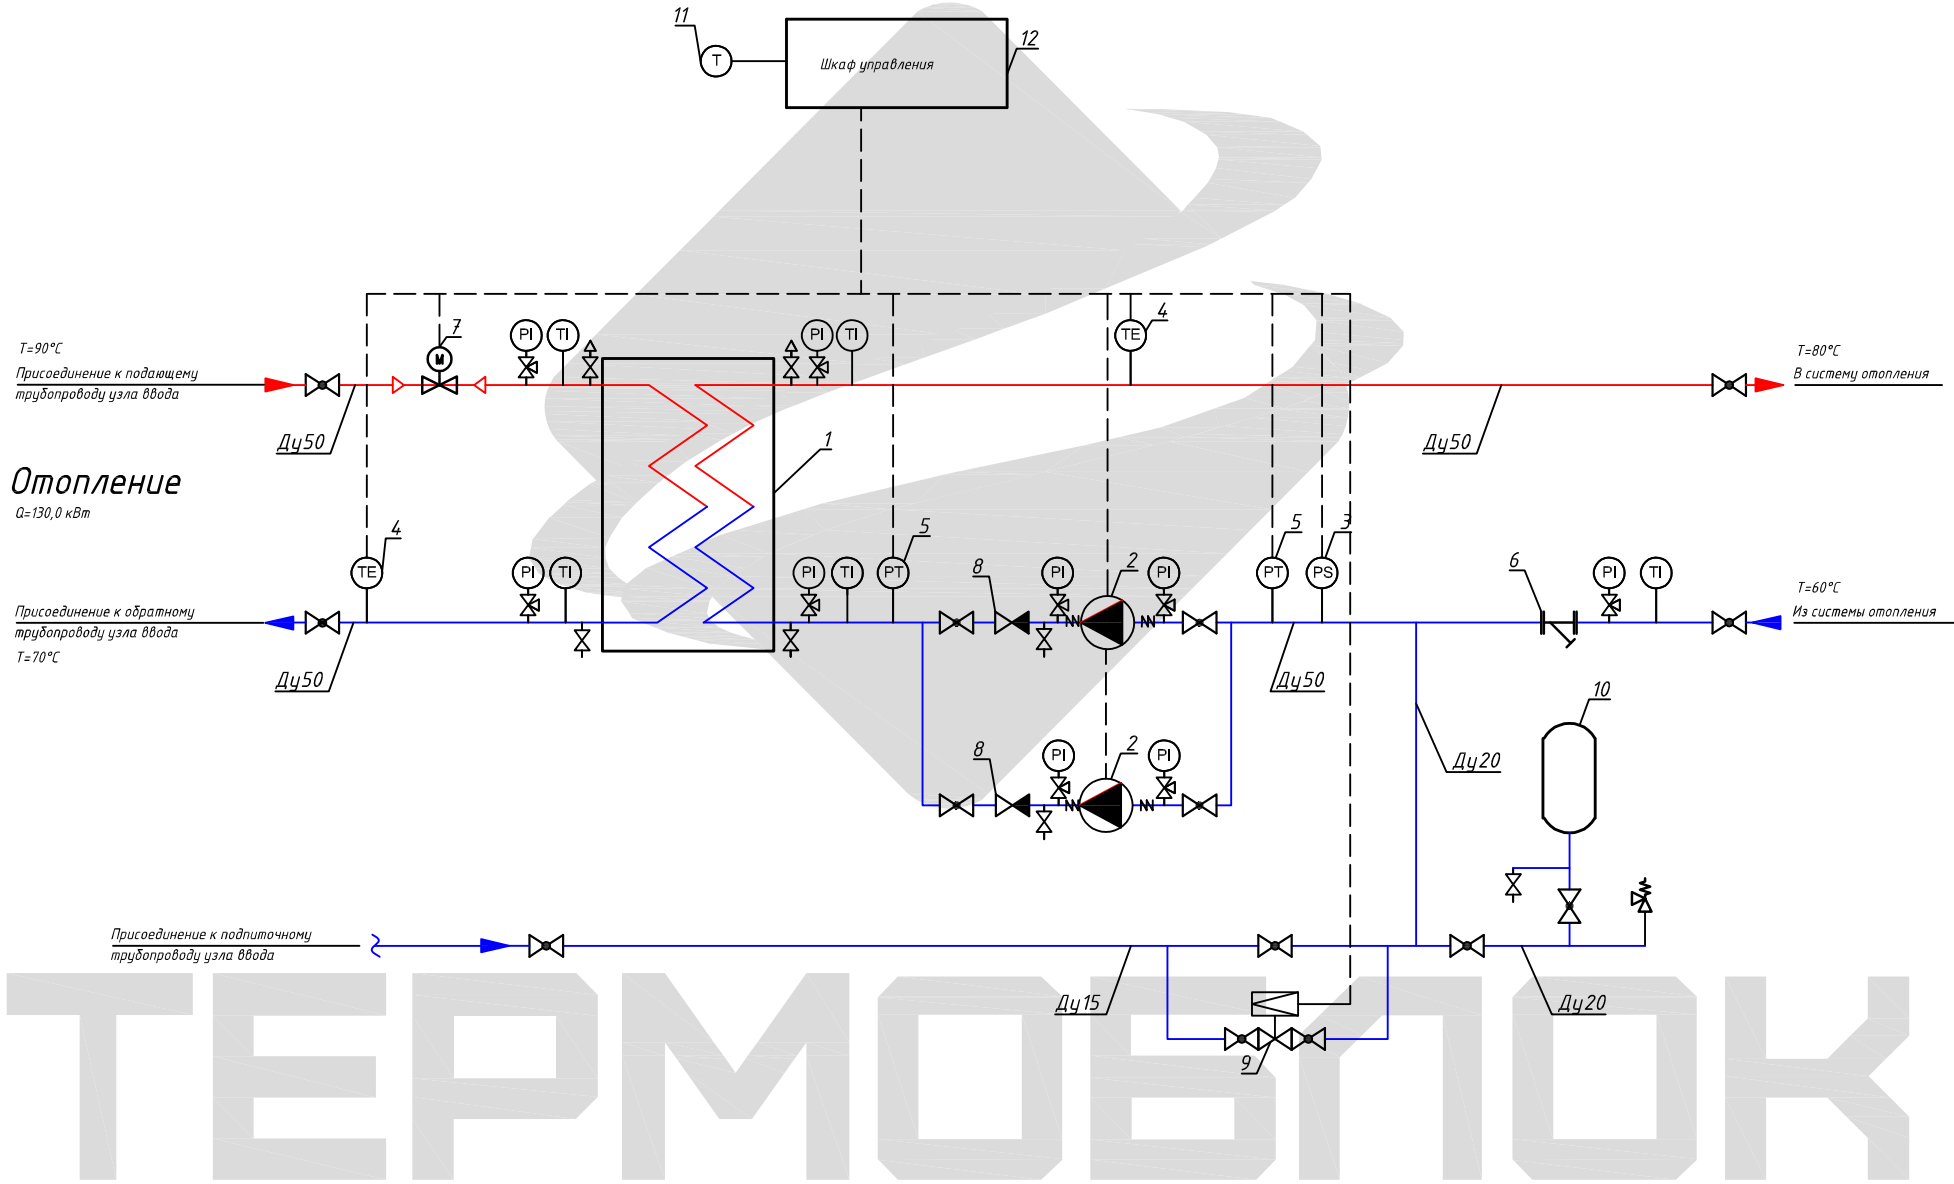 11
Т
Шкаф управления
12
7
М
PI
TI
PI
TI
4
TE
Т=90°С
Присоединение к подающему
трубопроводу узла ввода
Т=80°С
В систему отопления
Ду50
1
Ду50
Отопление
Q=130,0 кВт
4
TE
PI
TI
PI
TI
5
PT
8
PI
2
PI
5
PT
3
PS
6
PI
TI
Т=60°С
Из системы отопления
Присоединение к обратному
трубопроводу узла ввода
Т=70°С
Ду50
Ду50
10
8
PI
2
PI
Ду20
Присоединение к подпиточному
трубопроводу узла ввода
Ду15
Ду20
9
ТЕРМОБЛОК